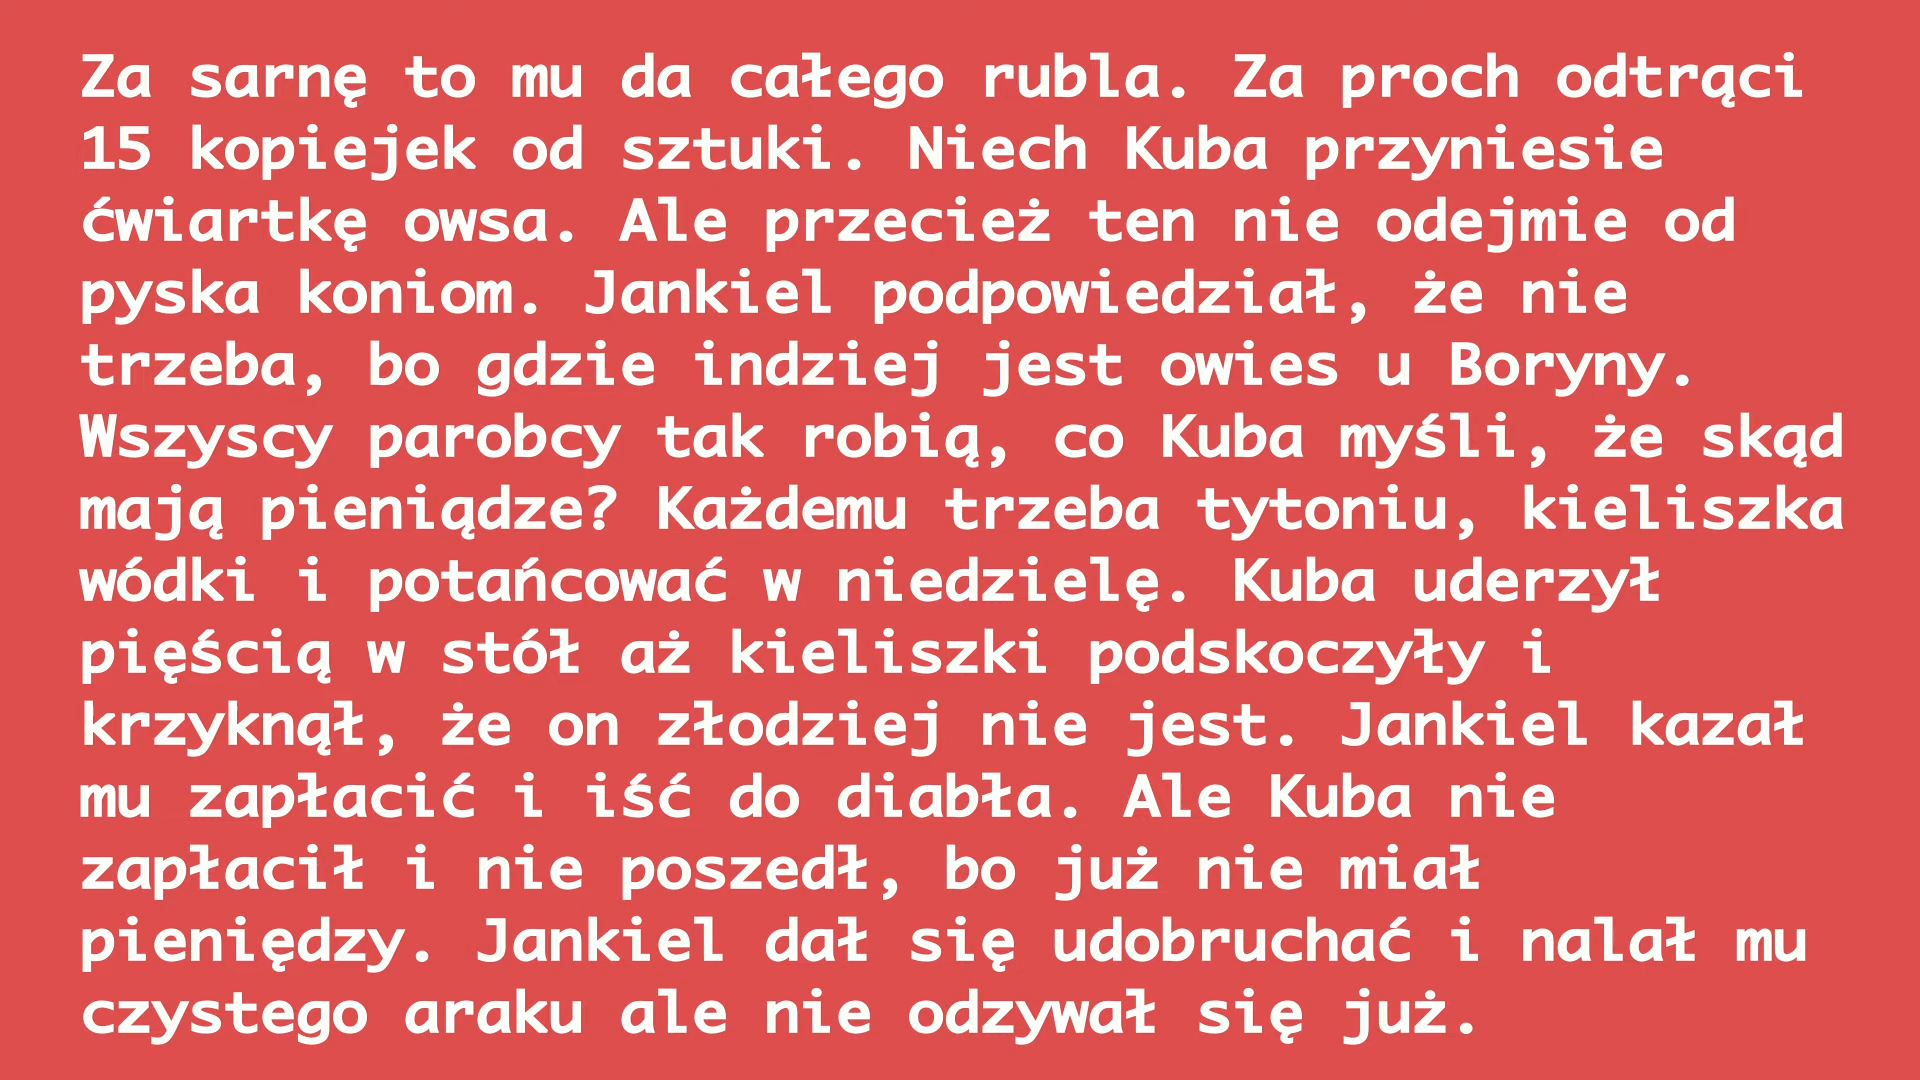 Za sarnę to mu da całego rubla. Za proch odtrąci
15 kopiejek od sztuki. Niech Kuba przyniesie
ćwiartkę owsa. Ale przecież ten nie odejmie od
pyska koniom. Jankiel podpowiedział, że nie
trzeba, bo gdzie indziej jest owies u Boryny.
Wszyscy parobcy tak robią, co Kuba myśli, że skąd
mają pieniądze? Każdemu trzeba tytoniu, kieliszka
wódki i potańcować w niedzielę. Kuba uderzył
pięścią w stół aż kieliszki podskoczyły i
krzyknął, że on złodziej nie jest. Jankiel kazał
mu zapłacić i iść do diabła. Ale Kuba nie
zapłacił i nie poszedł, bo już nie miał
pieniędzy. Jankiel dał się udobruchać i nalał mu
czystego araku ale nie odzywał się już.